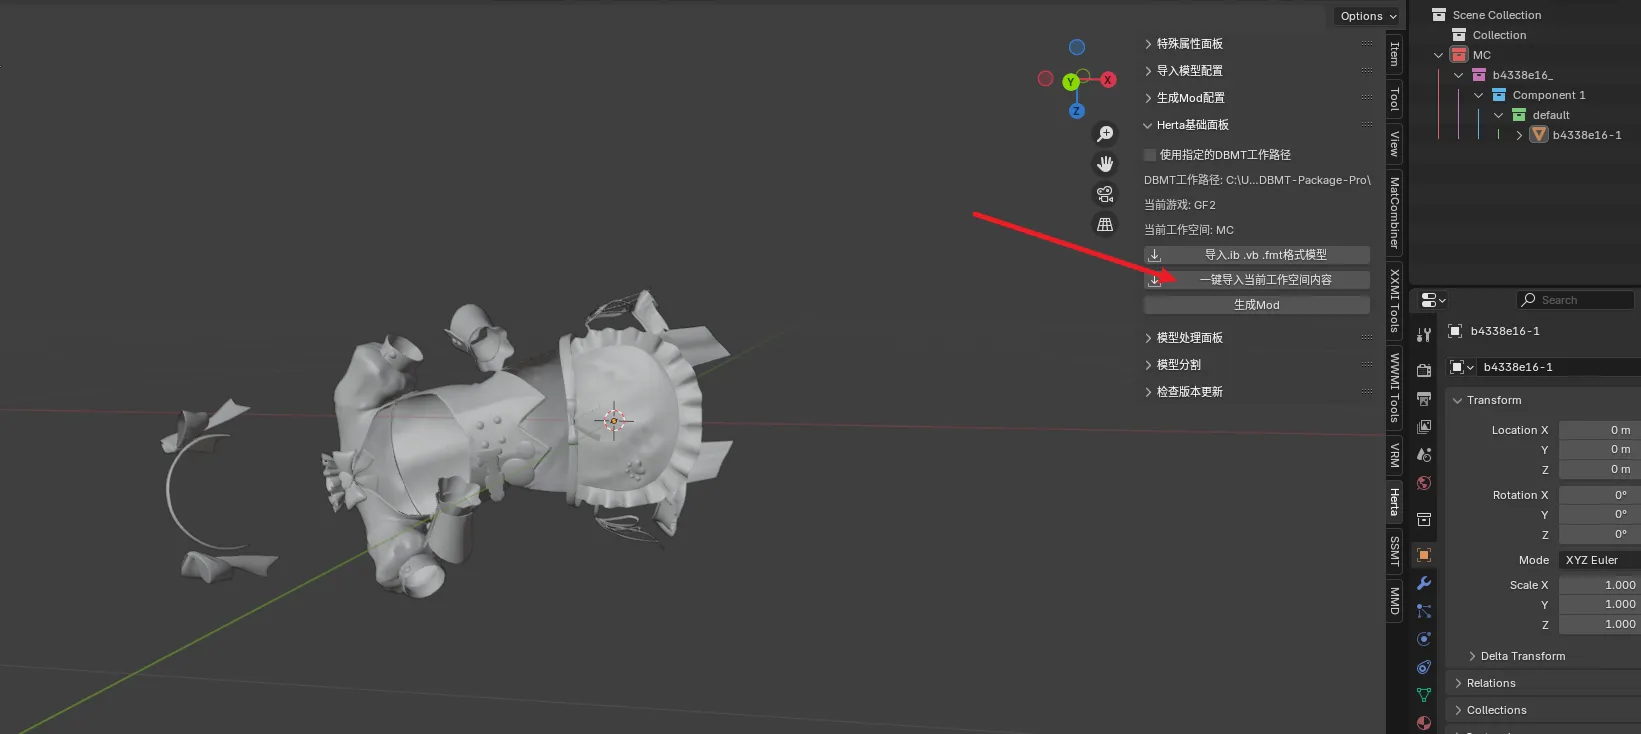 Options
X
Y
Z
特殊属性面板
导入模型配置
生成Mod配置
Herta基础面板
使用指定的DBMT工作路径
DBMT工作路径: C:\U...DBMT-Package-Pro\
当前游戏: GF2
当前工作空间: MC
导入.ib .vb .fmt格式模型
一键导入当前工作空间内容
生成Mod
模型处理面板
模型分割
检查版本更新
Item
Tool
View
MatCombiner
XXMI Tools
WWMI Tools
VRM
Herta
SSMT
MMD
Scene Collection
Collection
MC
b4338e16_
Component 1
default
b4338e16-1
Search
b4338e16-1
b4338e16-1
Transform
Location X 0 m
Y 0 m
Z 0 m
Rotation X 0°
Y 0°
Z 0°
Mode XYZ Euler
Scale X 1.000
Y 1.000
Z 1.000
Delta Transform
Relations
Collections